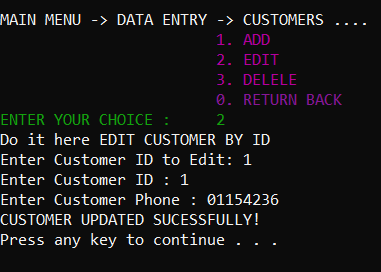 MAIN MENU -> DATA ENTRY -> CUSTOMERS ....
1. ADD
2. EDIT
3. DELELE
0. RETURN BACK
ENTER YOUR CHOICE : 2
Do it here EDIT CUSTOMER BY ID
Enter Customer ID to Edit: 1
Enter Customer ID : 1
Enter Customer Phone : 01154236
CUSTOMER UPDATED SUCESSFULLY!
Press any key to continue . . .